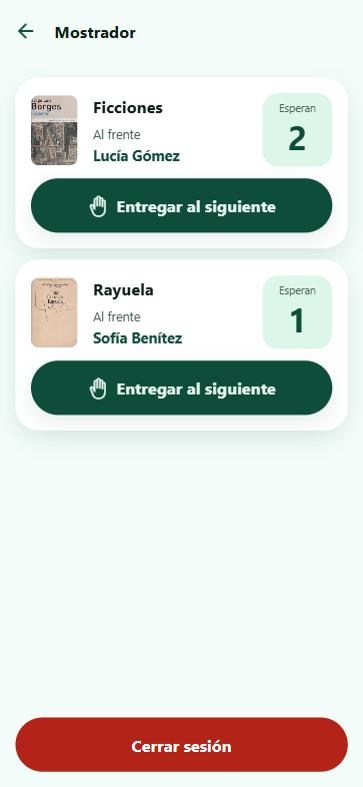 Mostrador
Borges
Ficciones
Al frente
Lucía Gómez
Esperan
2
Entregar al siguiente
Rayuela
Al frente
Sofía Benítez
Esperan
1
Entregar al siguiente
Cerrar sesión